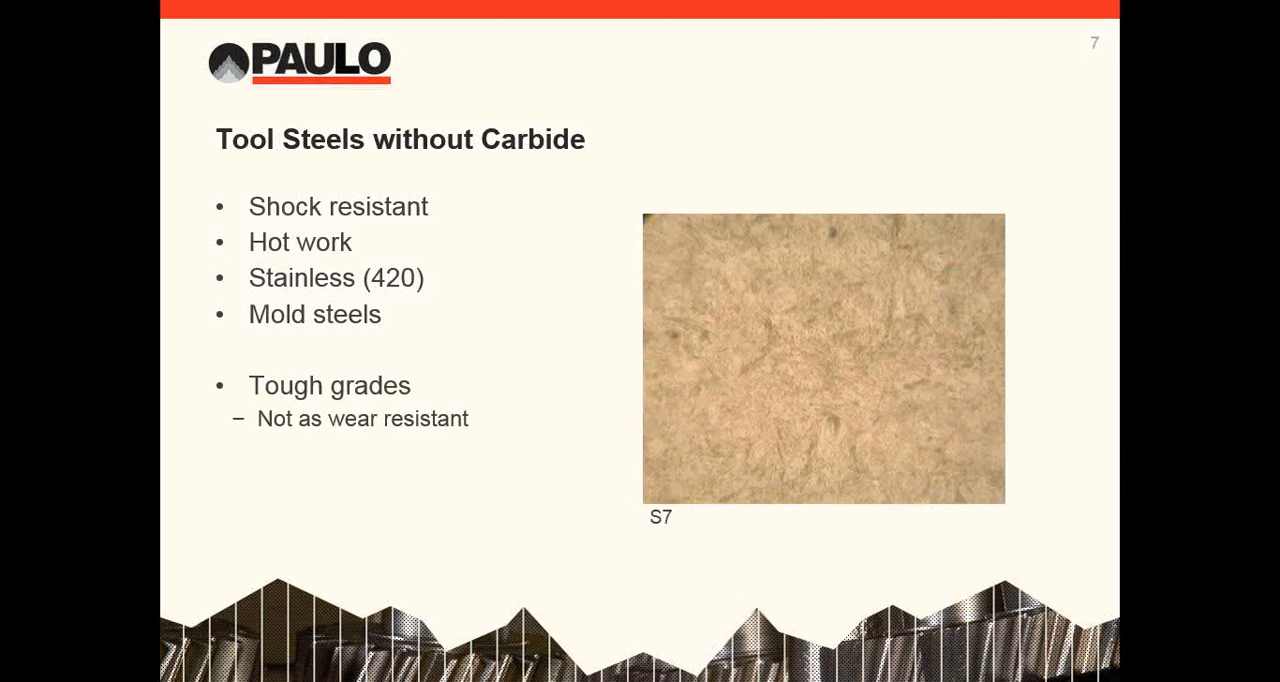 7
PAULO
Tool Steels without Carbide
• Shock resistant
• Hot work
• Stainless (420)
• Mold steels
• Tough grades
– Not as wear resistant
S7